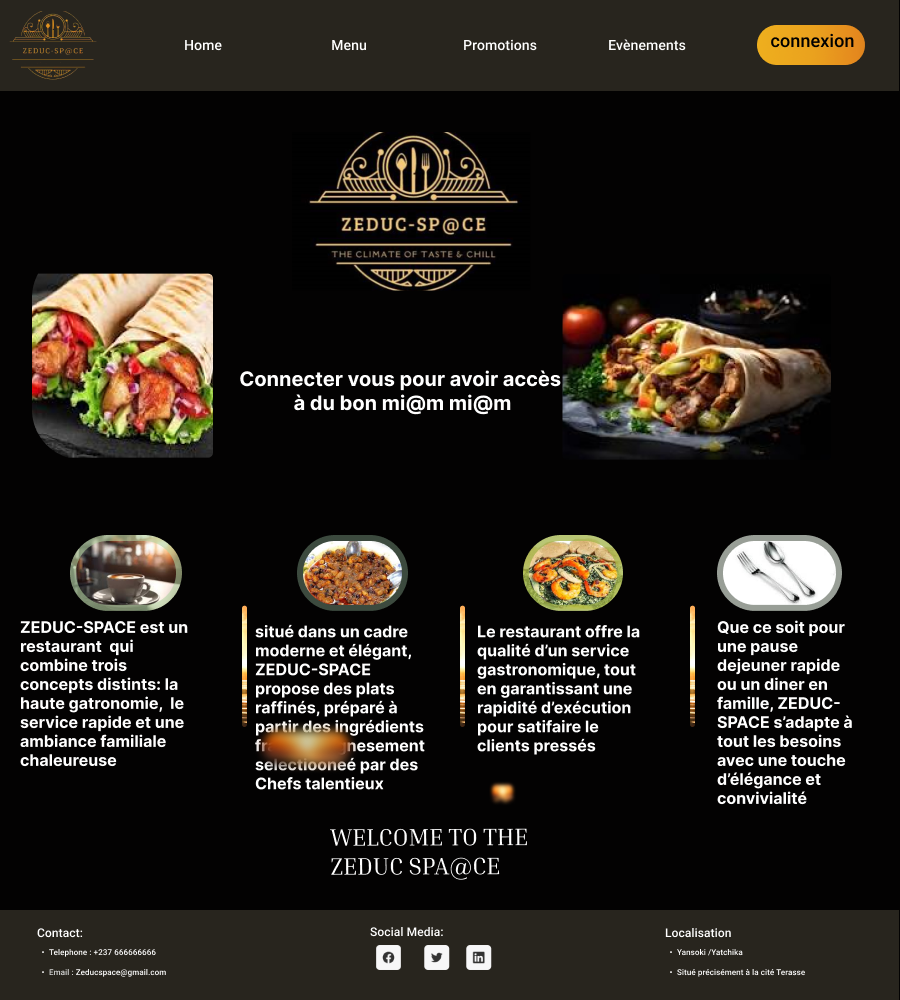 ZEDUC-SP@CE
Home
Menu
Promotions
Evènements
connexion
ZEDUC-SP@CE
THE CLIMATE OF TASTE & CHILL
Connecter vous pour avoir accès
à du bon mi@m mi@m
ZEDUC-SPACE est un
restaurant qui
combine trois
concepts distints: la
haute gatronomie, le
service rapide et une
ambiance familiale
chaleureuse
situé dans un cadre
moderne et élégant,
ZEDUC-SPACE
propose des plats
raffinés, préparé à
partir des ingrédients
selectiooneé par des
Chefs talentieux
Le restaurant offre la
qualité d'un service
gastronomique, tout
en garantissant une
rapidité d'exécution
pour satifaire le
clients pressés
Que ce soit pour
une pause
dejeuner rapide
ou un diner en
famille, ZEDUC-
SPACE s'adapte à
tout les besoins
avec une touche
d'élégance et
convivialité
WELCOME TO THE
ZEDUC SPA@CE
Contact:
• Telephone : +237 666666666
• Email : Zeducspace@gmail.com
Social Media:
Localisation
• Yansoki /Yatchika
• Situé précisément à la cité Terasse